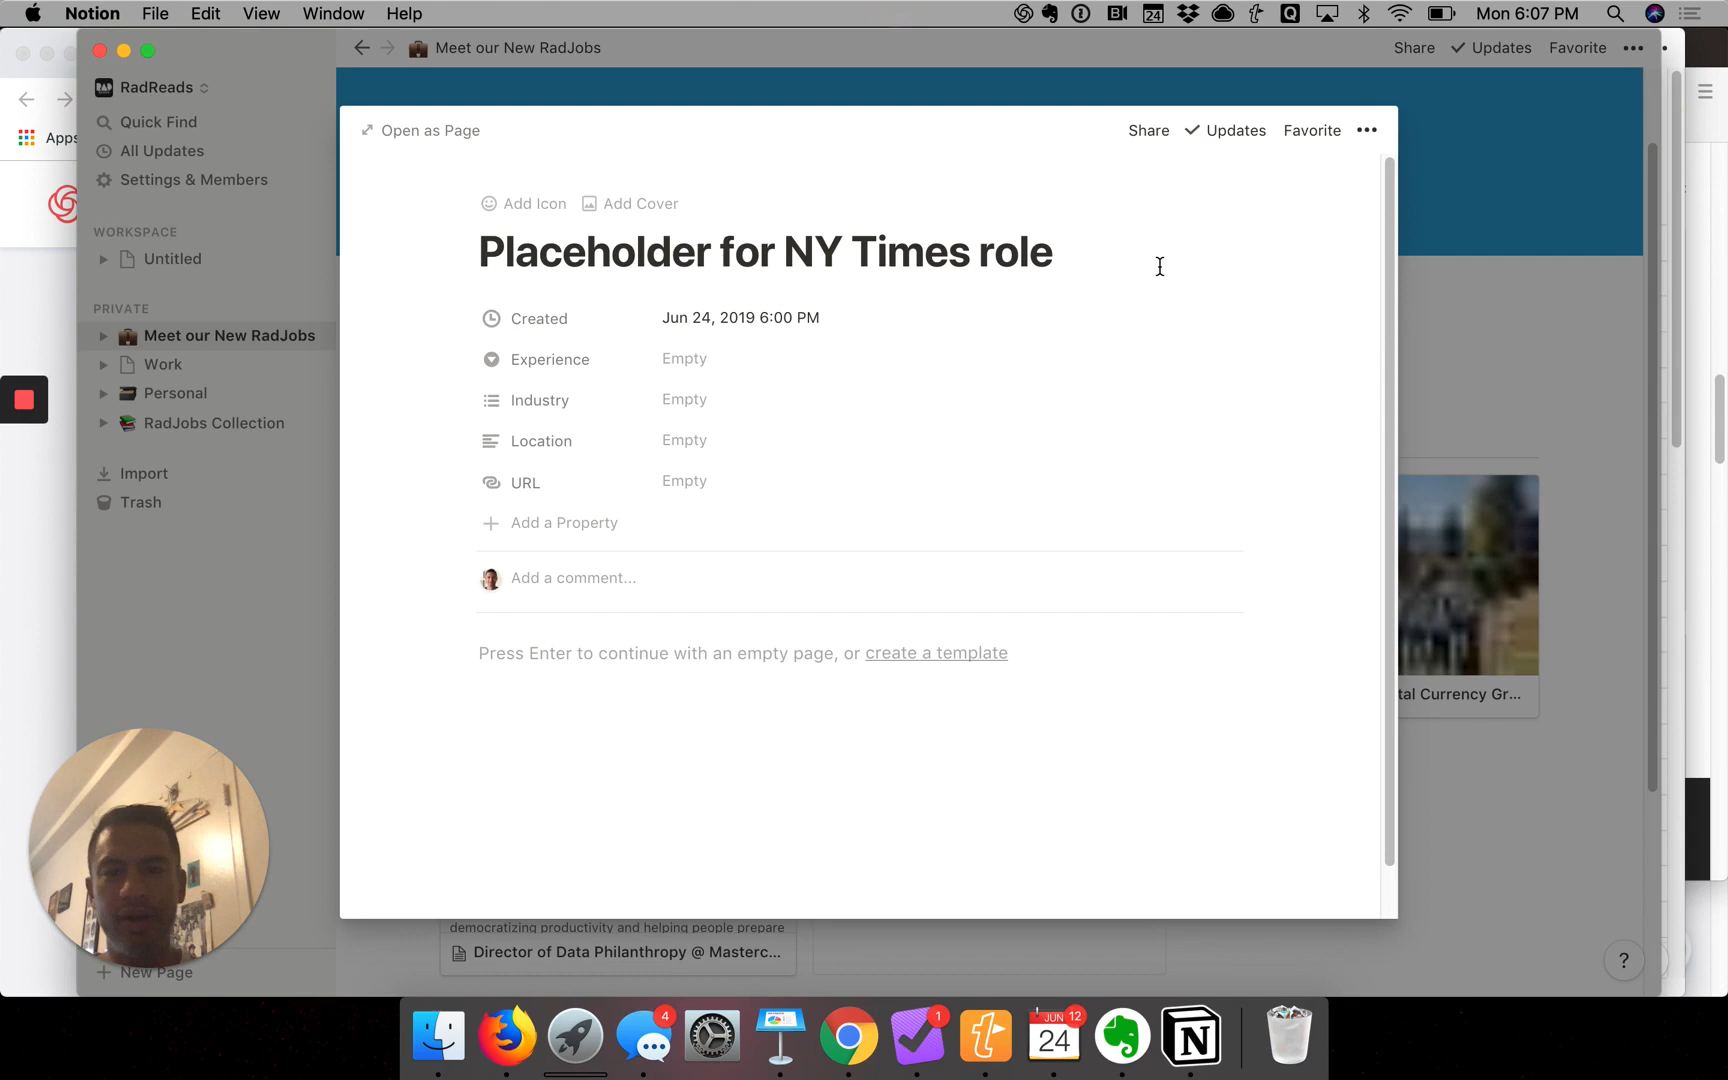 Notion File Edit View Window Help
24
Mon 6:07 PM
Meet our New RadJobs
Share Updates Favorite •••
RadReads
Quick Find
All Updates
Settings & Members
WORKSPACE
Untitled
PRIVATE
Meet our New RadJobs
Work
Personal
RadJobs Collection
Import
Trash
New Page
Apps
Open as Page
Share Updates Favorite •••
Add Icon Add Cover
Placeholder for NY Times role
Created Jun 24, 2019 6:00 PM
Experience Empty
Industry Empty
Location Empty
URL Empty
Add a Property
Add a comment...
Press Enter to continue with an empty page, or create a template
tal Currency Gr...
democratizing productivity and helping people prepare
Director of Data Philanthropy @ Masterc...
?
4
1
JUN 12
24
N